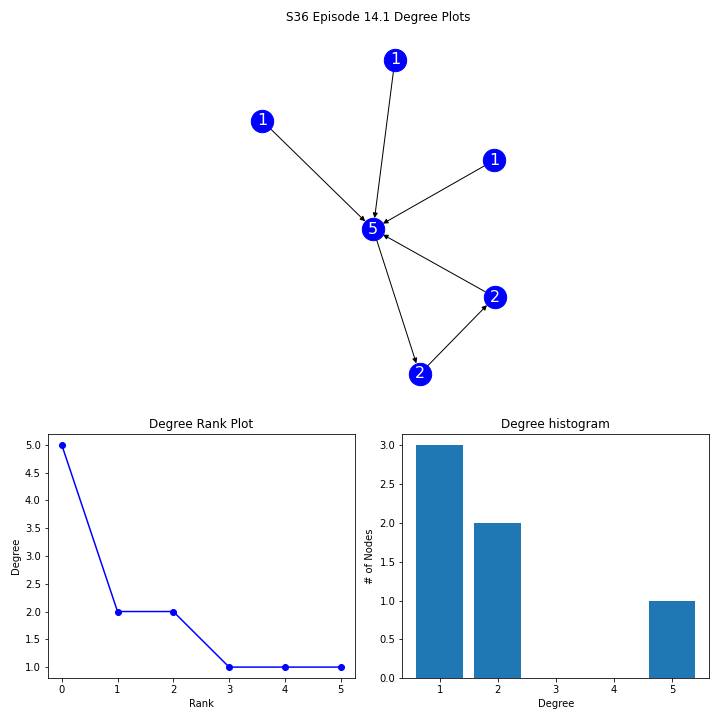 S36 Episode 14.1 Degree Plots
1
1
1
5
2
2
Degree Rank Plot
5.0
4.5
4.0
3.5
3.0
2.5
2.0
1.5
1.0
Degree
0 1 2 3 4 5
Rank
Degree histogram
3.0
2.5
2.0
1.5
1.0
0.5
0.0
# of Nodes
1 2 3 4 5
Degree